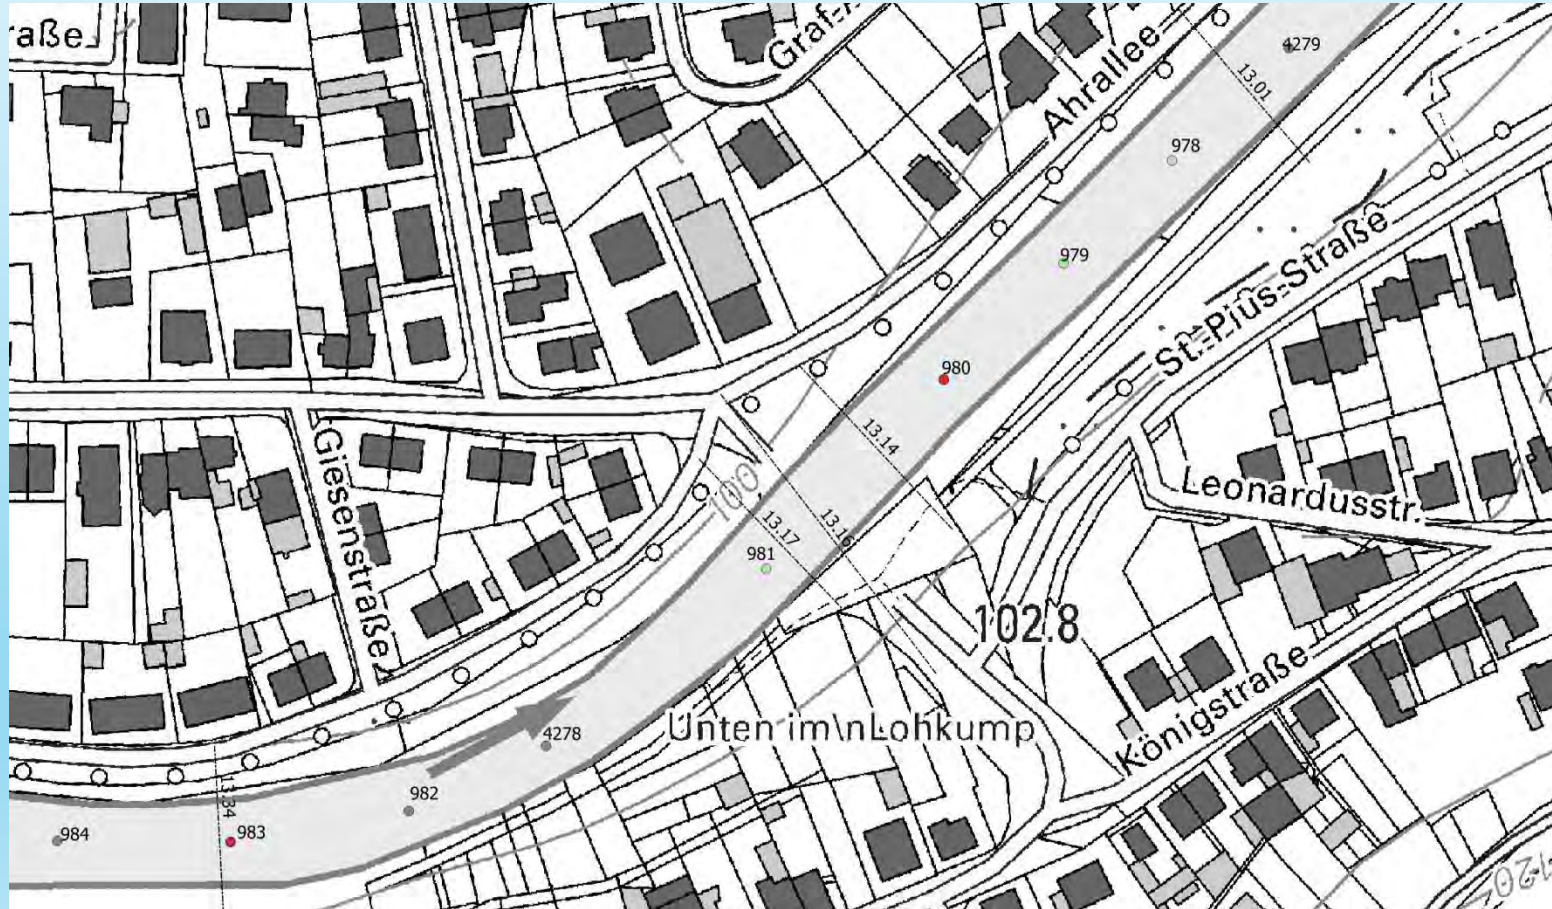 raße
Graf-
Ahrallee
4279
13.01
978
979
St.-Pius-Straße
980
13.14
Giesenstraße
100
Leonardusstr.
13.16
13.17
981
102.8
Unten im\nLohkump
4278
Königstraße
982
13.34
984
983